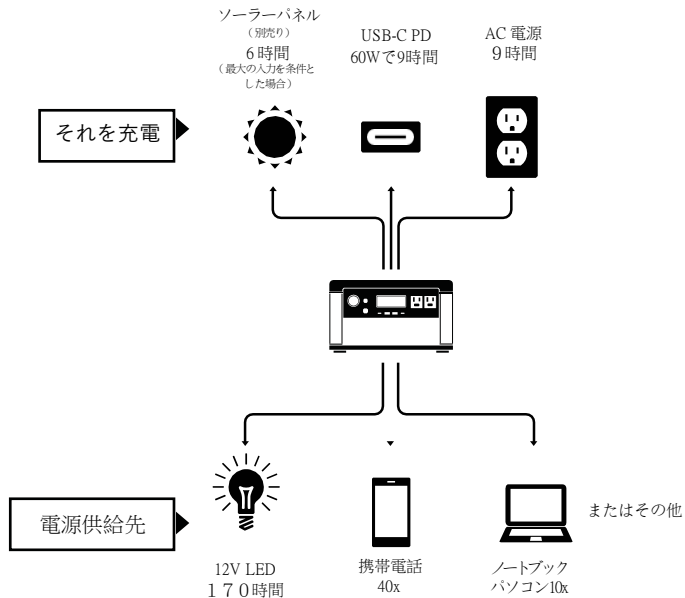 ソーラーパネル
（別売り）
6時間
（最大の入力を条件と
した場合）
USB-C PD
60Wで9時間
AC 電源
９時間
それを充電
電源供給先
12V LED
１７０時間
携帯電話
40x
ノートブック
パソコン10x
またはその他